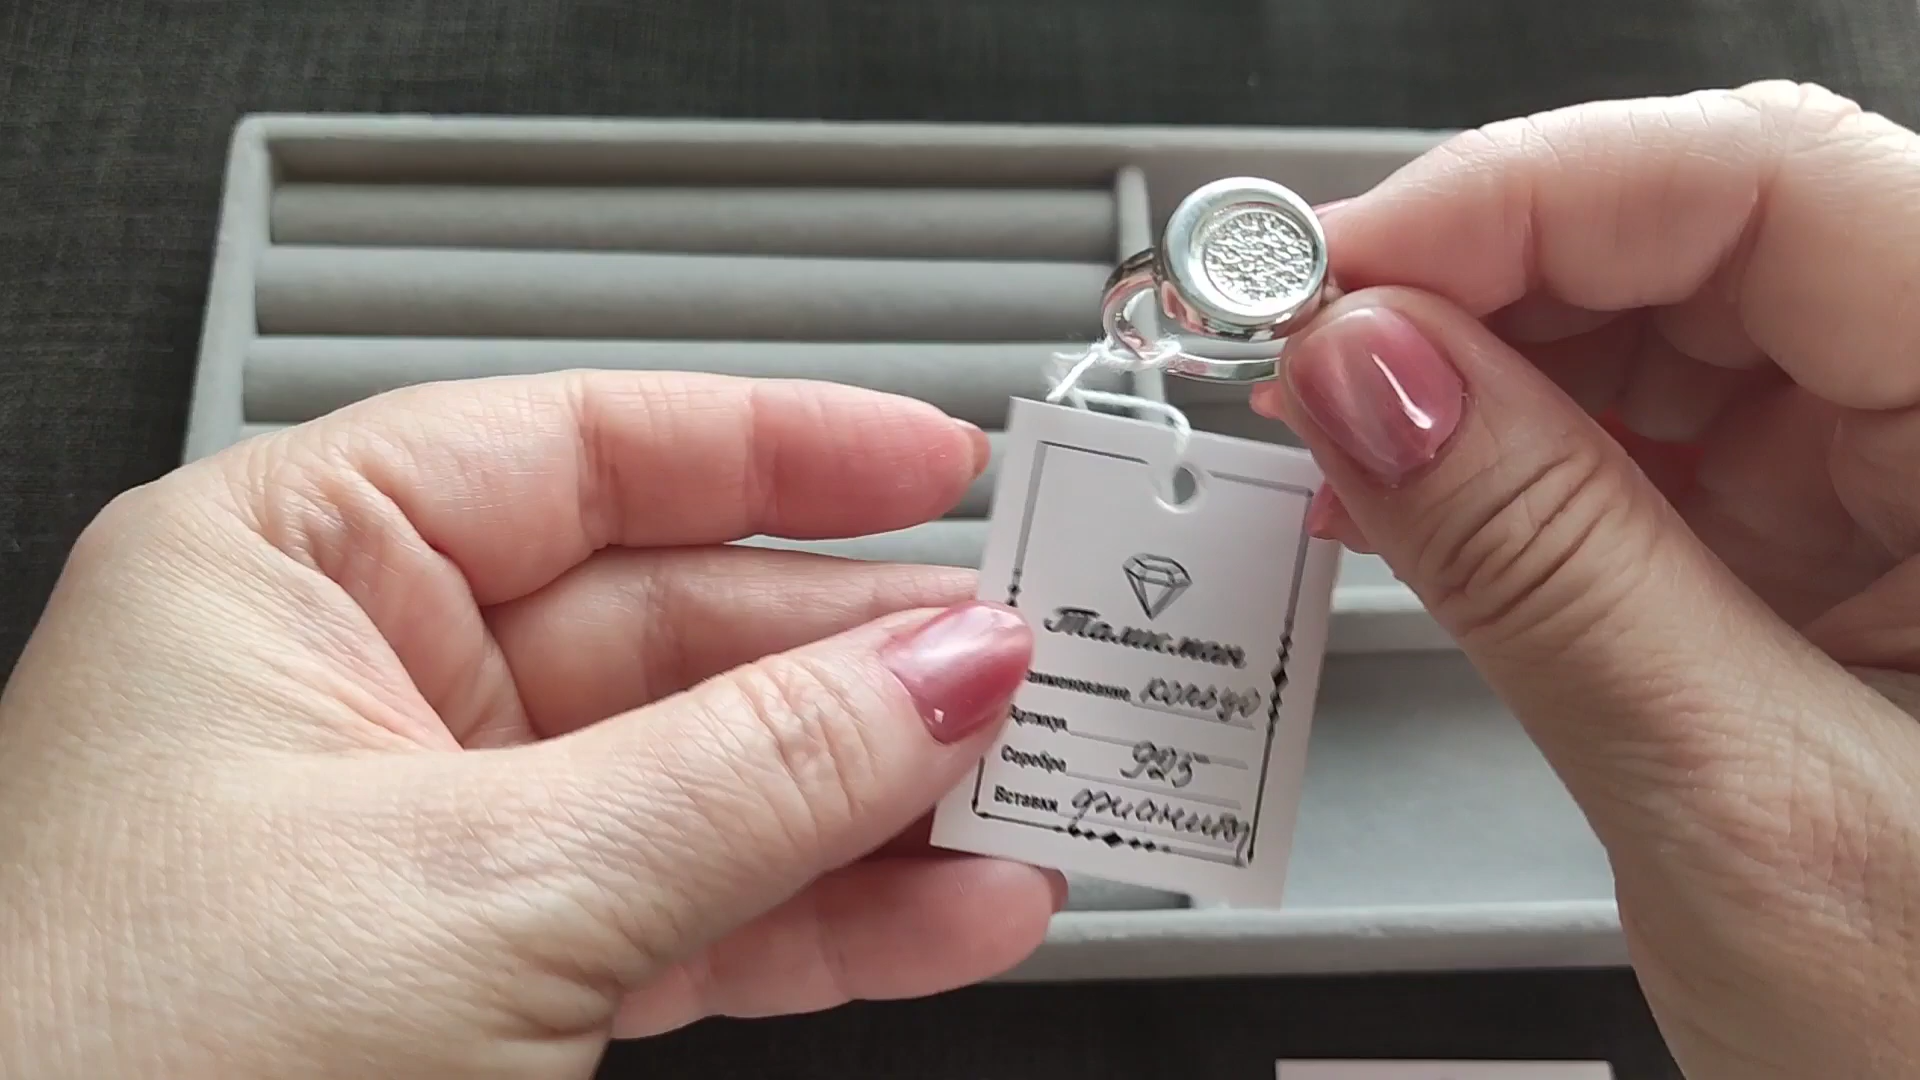 Талисман
Наименование кольцо
Артикул
Серебро 925
Вставки фианиты